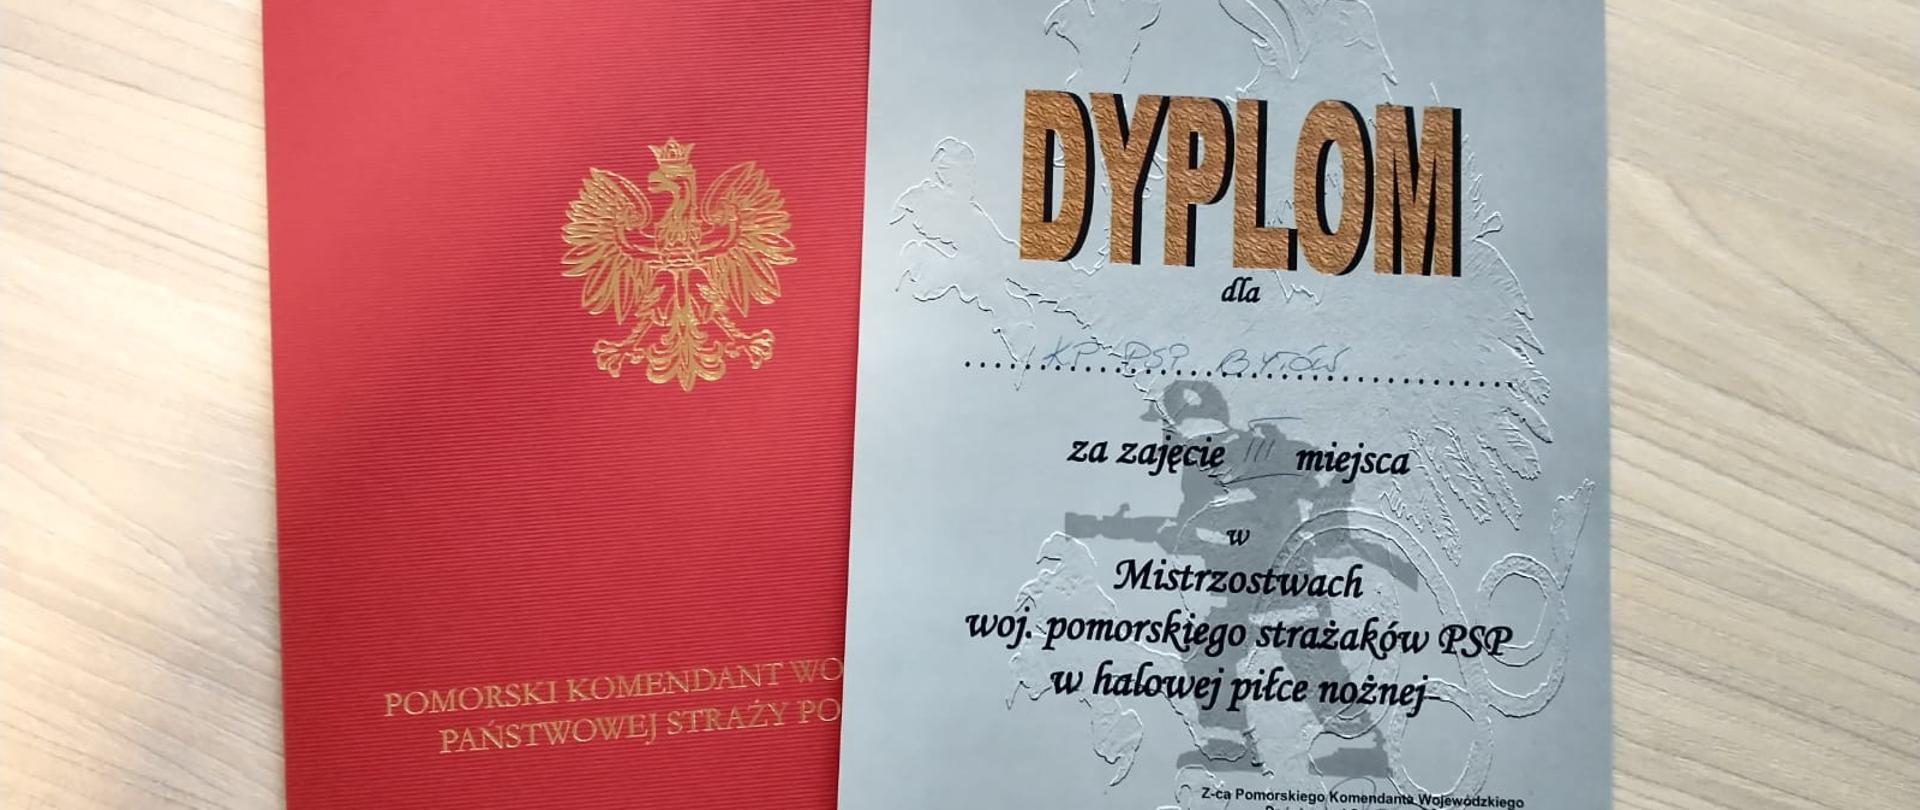 POMORSKI KOMENDANT WO
PAŃSTWOWEJ STRAŻY PO
DYPLOM
dla
KP PSP BYTÓW
za zajęcie III miejsca
w
Mistrzostwach
woj. pomorskiego strażaków PSP
w halowej piłce nożnej
Z-ca Pomorskiego Komendanta Wojewódzkiego